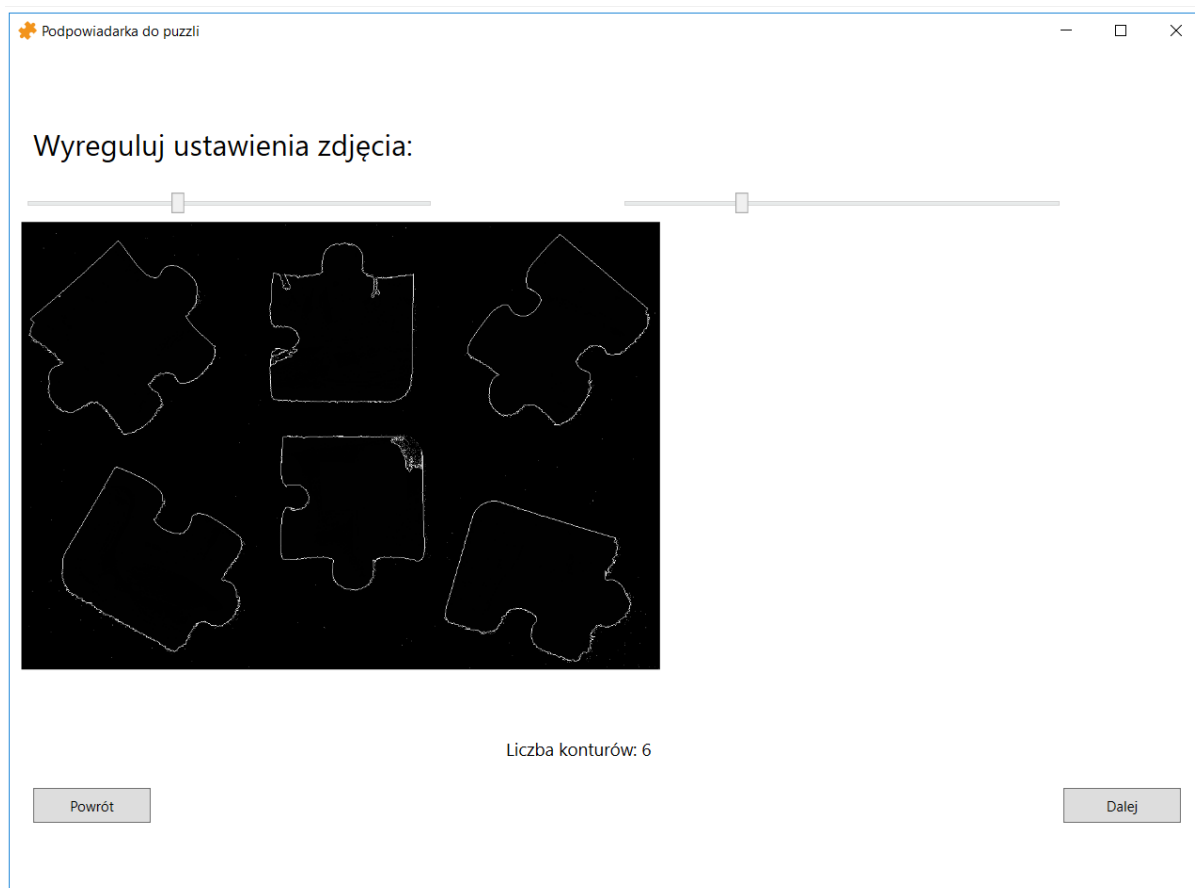 Podpowiadarka do puzzli
Wyreguluj ustawienia zdjęcia:
Liczba konturów: 6
Powrót
Dalej